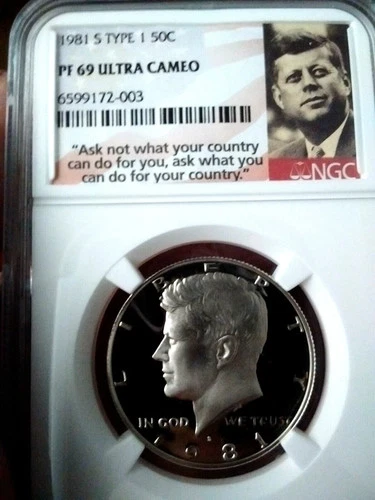 1981 S TYPE 1 50C
PF 69 ULTRA CAMEO
6599172-003
"Ask not what your country
can do for you, ask what you
can do for your country."
NGC
LIBERTY
IN GOD WE TRUST
S
1981